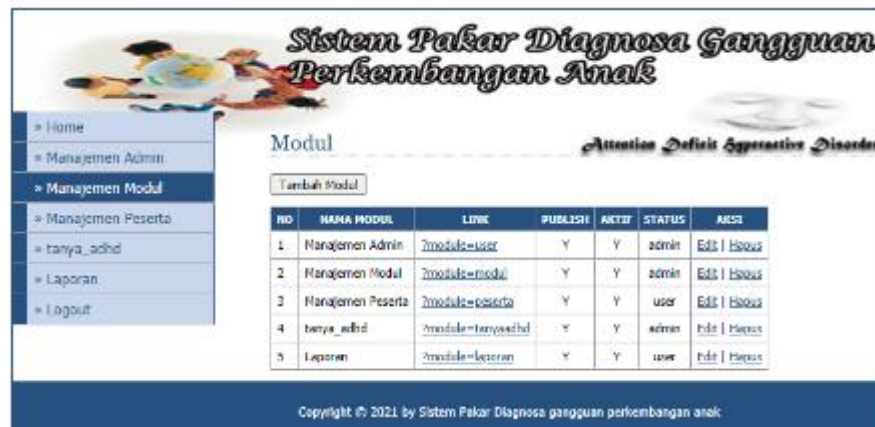 Sistem Pakar Diagnosa Gangguan
Perkembangan Anak
Attention Deficit Hyperactive Disorder
» Home
» Manajemen Admin
» Manajemen Modul
» Manajemen Peserta
» tanya_adhd
» Laporan
» Logout
Modul
Tambah Modul
NO NAMA MODUL LINK PUBLISH AKTIF STATUS AKSI
1 Manajemen Admin ?module=user Y Y admin Edit | Hapus
2 Manajemen Modul ?module=modul Y Y admin Edit | Hapus
3 Manajemen Peserta ?module=peserta Y Y user Edit | Hapus
4 tanya_adhd ?module=tanyaadhd Y Y admin Edit | Hapus
5 Laporan ?module=laporan Y Y user Edit | Hapus
Copyright © 2021 by Sistem Pakar Diagnosa gangguan perkembangan anak